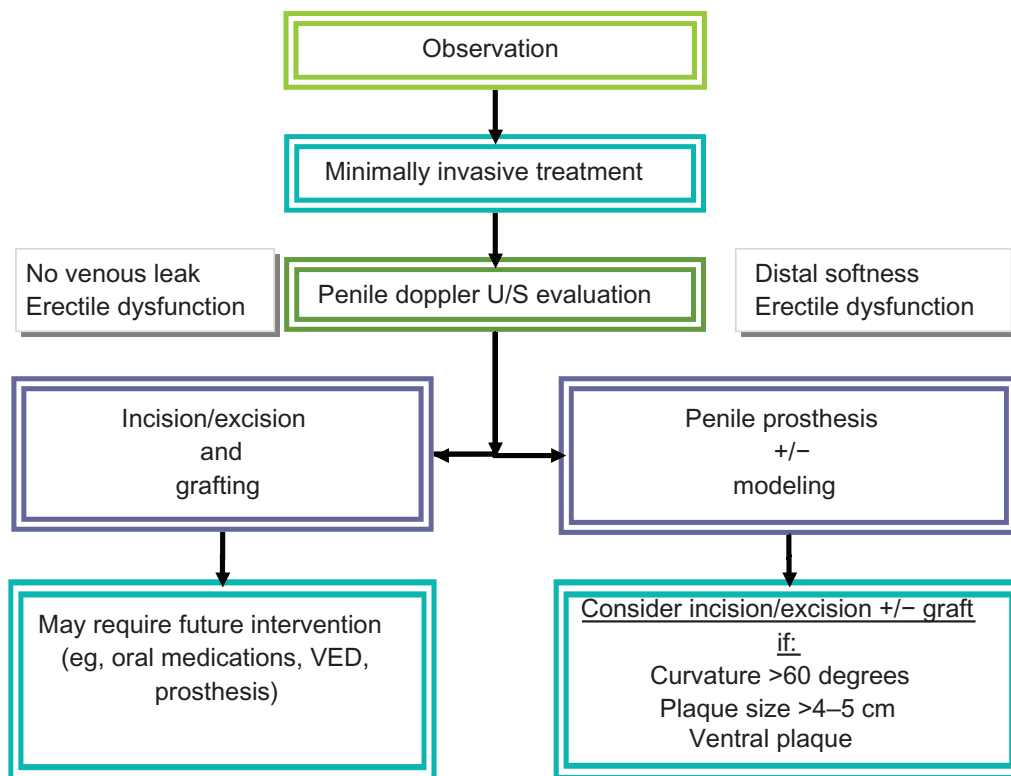 Observation
Minimally invasive treatment
No venous leak
Erectile dysfunction
Penile doppler U/S evaluation
Distal softness
Erectile dysfunction
Incision/excision
and
grafting
Penile prosthesis
+/−
modeling
May require future intervention
(eg, oral medications, VED,
prosthesis)
Consider incision/excision +/− graft
if:
Curvature >60 degrees
Plaque size >4–5 cm
Ventral plaque